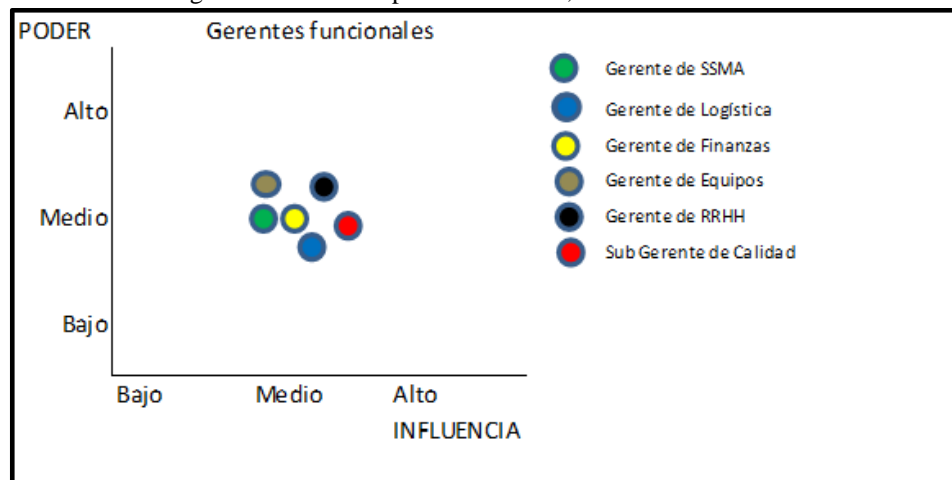 PODER Gerentes funcionales
Gerente de SSMA
Alto
Gerente de Logística
Gerente de Finanzas
Gerente de Equipos
Medio
Gerente de RRHH
Sub Gerente de Calidad
Bajo
Bajo Medio Alto
INFLUENCIA